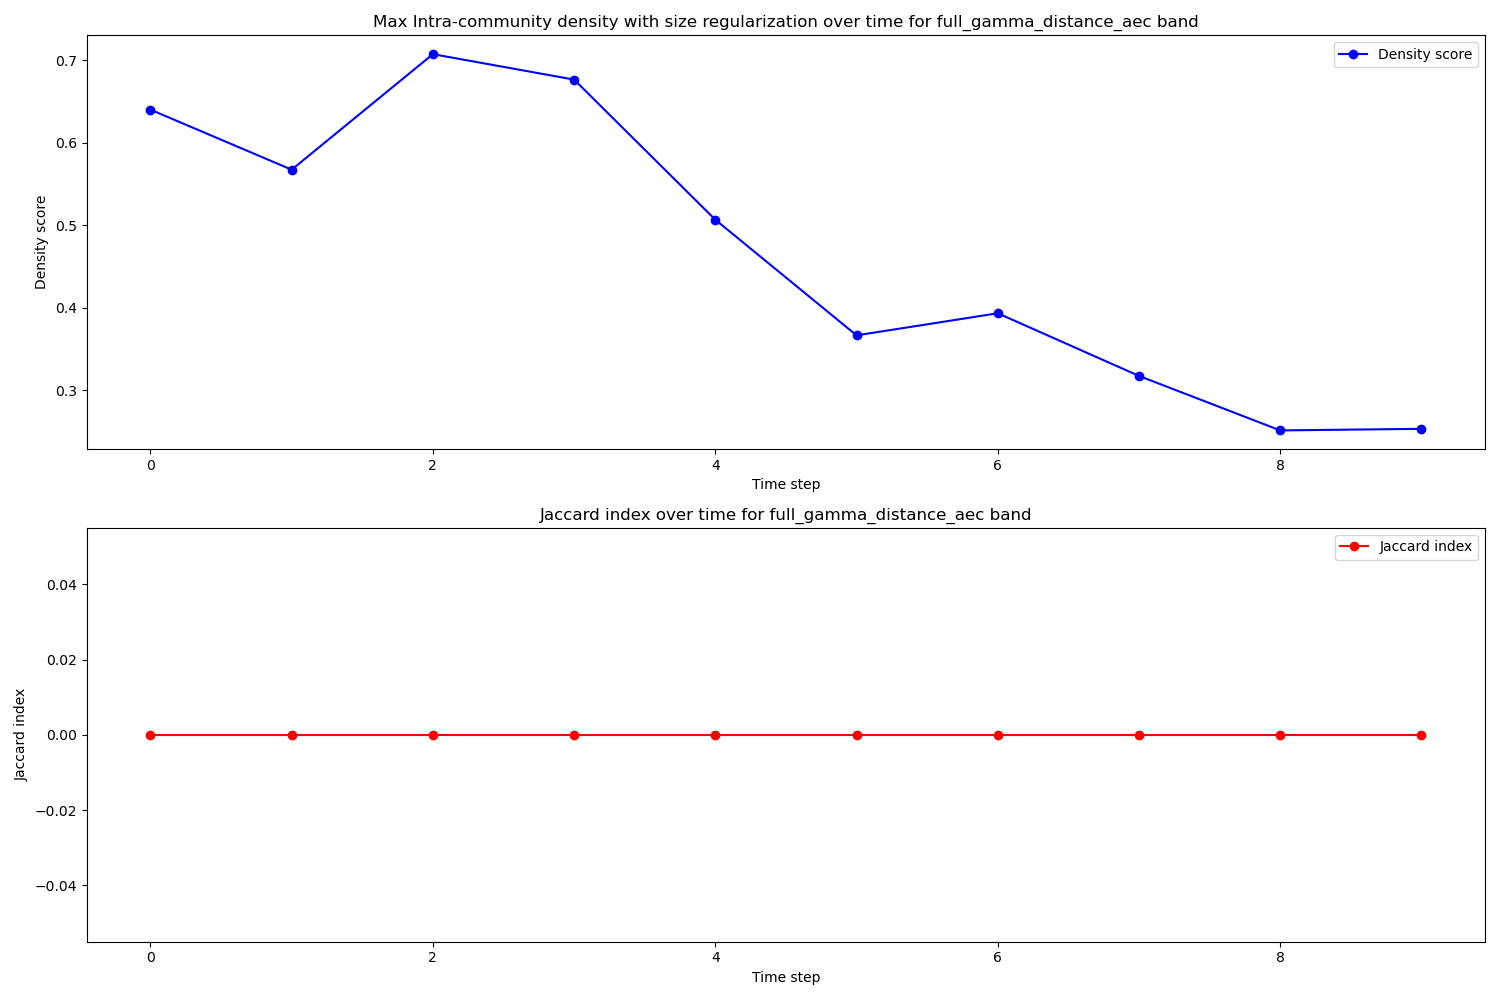 Max Intra-community density with size regularization over time for full_gamma_distance_aec band
Density score
0.7
0.6
0.5
0.4
0.3
Density score
0 2 4 6 8
Time step
Jaccard index over time for full_gamma_distance_aec band
Jaccard index
0.04
0.02
0.00
−0.02
−0.04
Jaccard index
0 2 4 6 8
Time step